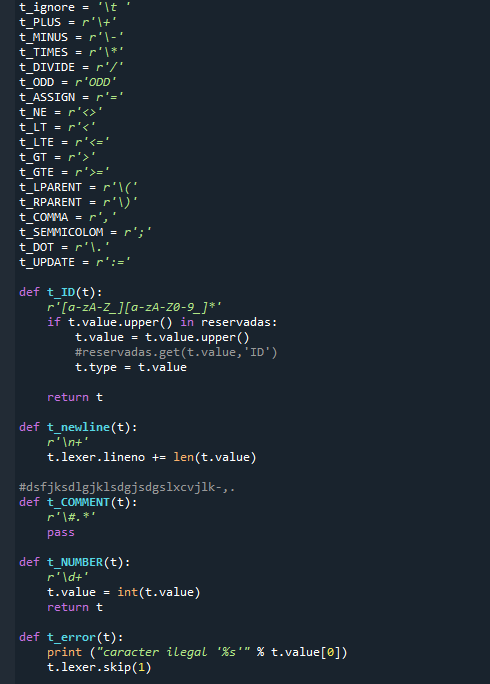 t_ignore = '\t '
t_PLUS = r'\+'
t_MINUS = r'\-'
t_TIMES = r'\*'
t_DIVIDE = r'/'
t_ODD = r'ODD'
t_ASSIGN = r'='
t_NE = r'<>'
t_LT = r'<'
t_LTE = r'<='
t_GT = r'>'
t_GTE = r'>='
t_LPARENT = r'\('
t_RPARENT = r'\)'
t_COMMA = r','
t_SEMMICOLOM = r';'
t_DOT = r'\.'
t_UPDATE = r':='
def t_ID(t):
    r'[a-zA-Z_][a-zA-Z0-9_]*'
    if t.value.upper() in reservadas:
        t.value = t.value.upper()
        #reservadas.get(t.value,'ID')
        t.type = t.value
    return t
def t_newline(t):
    r'\n+'
    t.lexer.lineno += len(t.value)
#dsfjksdlgjklsdgjsdgslxcvjlk-,.
def t_COMMENT(t):
    r'\#.*'
    pass
def t_NUMBER(t):
    r'\d+'
    t.value = int(t.value)
    return t
def t_error(t):
    print ("caracter ilegal '%s'" % t.value[0])
    t.lexer.skip(1)